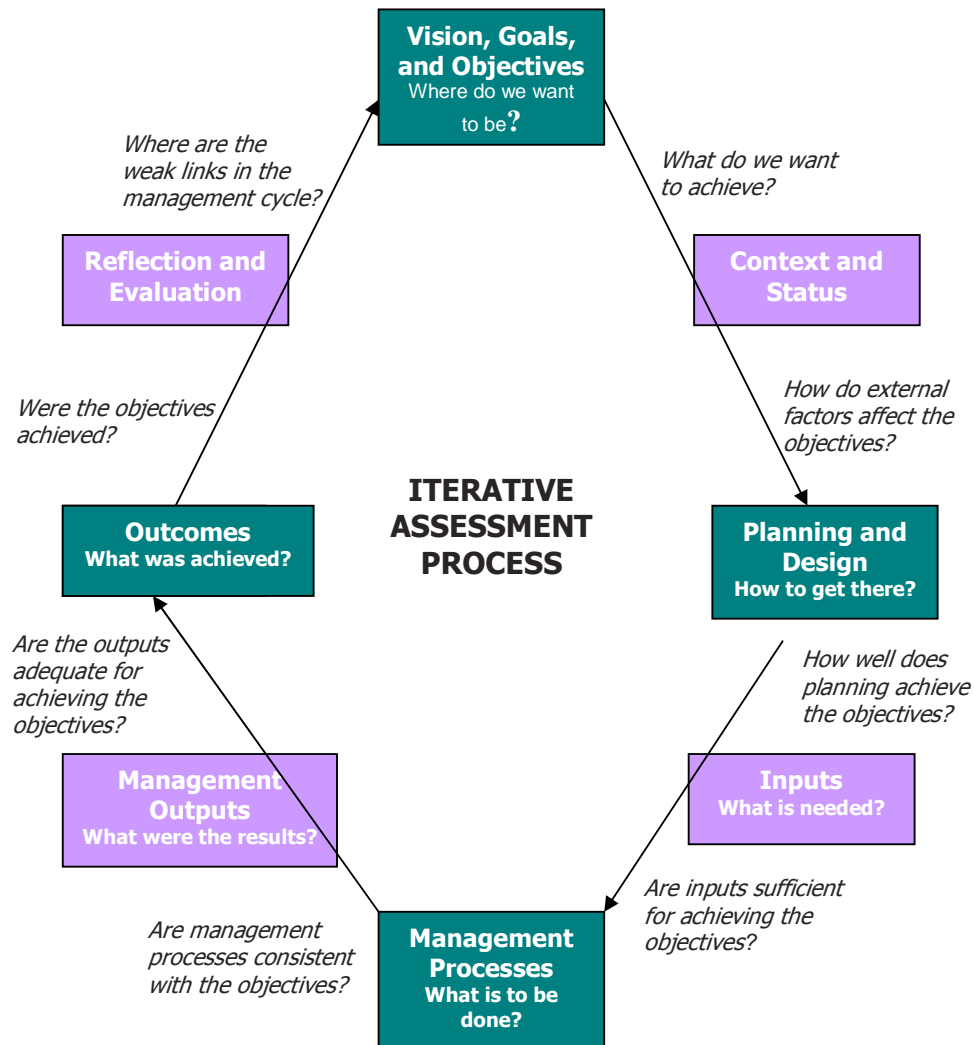 Vision, Goals,
and Objectives
Where do we want
to be?
Where are the
weak links in the
management cycle?
What do we want
to achieve?
Reflection and
Evaluation
Context and
Status
Were the objectives
achieved?
How do external
factors affect the
objectives?
ITERATIVE
ASSESSMENT
PROCESS
Outcomes
What was achieved?
Planning and
Design
How to get there?
Are the outputs
adequate for
achieving the
objectives?
How well does
planning achieve
the objectives?
Management
Outputs
What were the results?
Inputs
What is needed?
Are inputs sufficient
for achieving the
objectives?
Are management
processes consistent
with the objectives?
Management
Processes
What is to be
done?